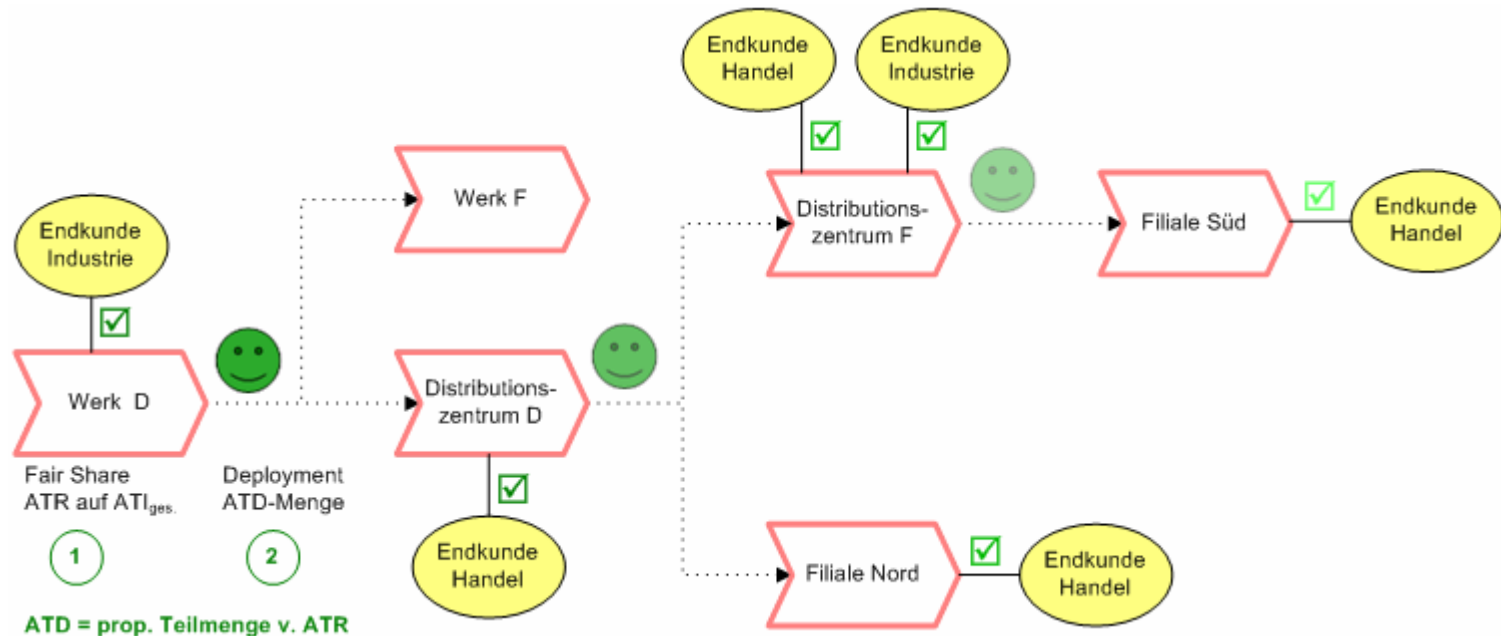 Endkunde
Handel
Endkunde
Industrie
Werk F
Distributions-
zentrum F
Filiale Süd
Endkunde
Handel
Endkunde
Industrie
Werk D
Distributions-
zentrum D
Fair Share
ATR auf ATIges.
Deployment
ATD-Menge
1
2
Endkunde
Handel
Filiale Nord
Endkunde
Handel
ATD = prop. Teilmenge v. ATR